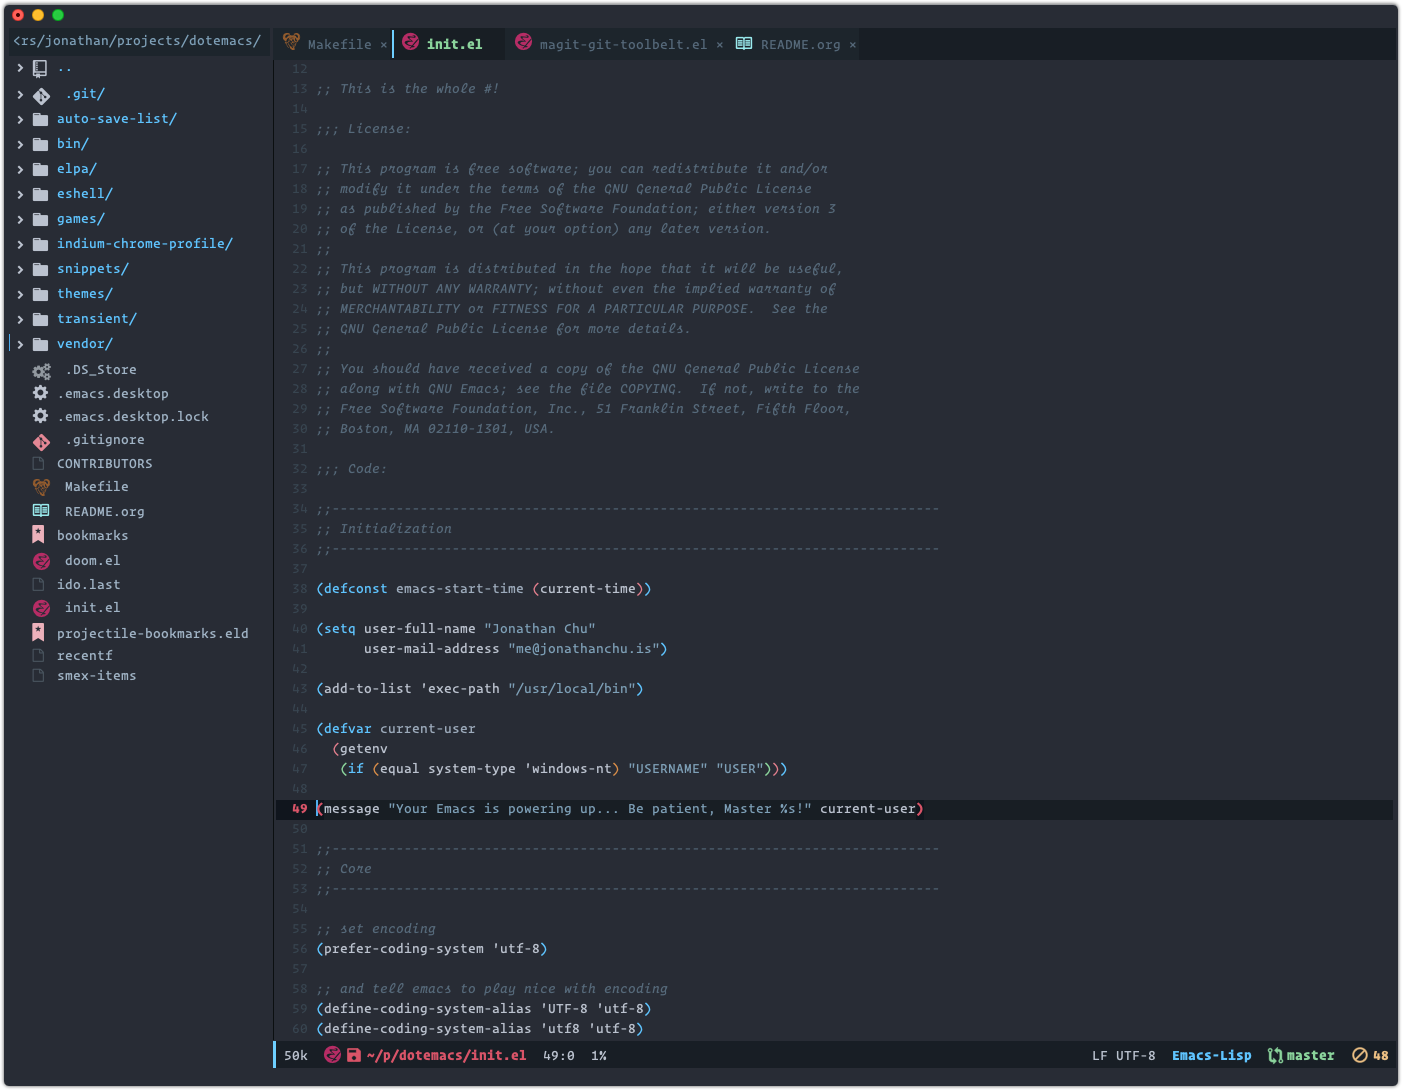 <rs/jonathan/projects/dotemacs/
..
.git/
auto-save-list/
bin/
elpa/
eshell/
games/
indium-chrome-profile/
snippets/
themes/
transient/
vendor/
.DS_Store
.emacs.desktop
.emacs.desktop.lock
.gitignore
CONTRIBUTORS
Makefile
README.org
bookmarks
doom.el
ido.last
init.el
projectile-bookmarks.eld
recentf
smex-items
Makefile × init.el magit-git-toolbelt.el × README.org ×
12
13 ;; This is the whole #!
14
15 ;;; License:
16
17 ;; This program is free software; you can redistribute it and/or
18 ;; modify it under the terms of the GNU General Public License
19 ;; as published by the Free Software Foundation; either version 3
20 ;; of the License, or (at your option) any later version.
21 ;;
22 ;; This program is distributed in the hope that it will be useful,
23 ;; but WITHOUT ANY WARRANTY; without even the implied warranty of
24 ;; MERCHANTABILITY or FITNESS FOR A PARTICULAR PURPOSE.  See the
25 ;; GNU General Public License for more details.
26 ;;
27 ;; You should have received a copy of the GNU General Public License
28 ;; along with GNU Emacs; see the file COPYING.  If not, write to the
29 ;; Free Software Foundation, Inc., 51 Franklin Street, Fifth Floor,
30 ;; Boston, MA 02110-1301, USA.
31
32 ;;; Code:
33
34 ;;----------------------------------------------------------------------------
35 ;; Initialization
36 ;;----------------------------------------------------------------------------
37
38 (defconst emacs-start-time (current-time))
39
40 (setq user-full-name "Jonathan Chu"
41       user-mail-address "me@jonathanchu.is")
42
43 (add-to-list 'exec-path "/usr/local/bin")
44
45 (defvar current-user
46   (getenv
47    (if (equal system-type 'windows-nt) "USERNAME" "USER")))
48
49 (message "Your Emacs is powering up... Be patient, Master %s!" current-user)
50
51 ;;----------------------------------------------------------------------------
52 ;; Core
53 ;;----------------------------------------------------------------------------
54
55 ;; set encoding
56 (prefer-coding-system 'utf-8)
57
58 ;; and tell emacs to play nice with encoding
59 (define-coding-system-alias 'UTF-8 'utf-8)
60 (define-coding-system-alias 'utf8 'utf-8)
50k ~/p/dotemacs/init.el 49:0 1% LF UTF-8 Emacs-Lisp master 48